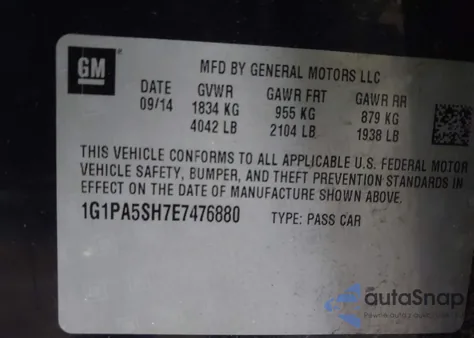 GM
MFD BY GENERAL MOTORS LLC
DATE GVWR GAWR FRT GAWR RR
09/14 1834 KG 955 KG 879 KG
4042 LB 2104 LB 1938 LB
THIS VEHICLE CONFORMS TO ALL APPLICABLE U.S. FEDERAL MOTOR
VEHICLE SAFETY, BUMPER, AND THEFT PREVENTION STANDARDS IN
EFFECT ON THE DATE OF MANUFACTURE SHOWN ABOVE.
1G1PA5SH7E7476880 TYPE: PASS CAR
autaSnap